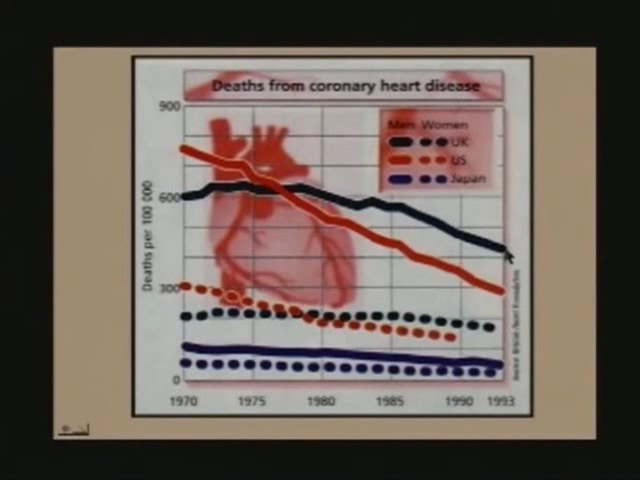 Deaths from coronary heart disease
900
600
300
0
Deaths per 100 000
Men Women
UK
US
Japan
1970 1975 1980 1985 1990 1993